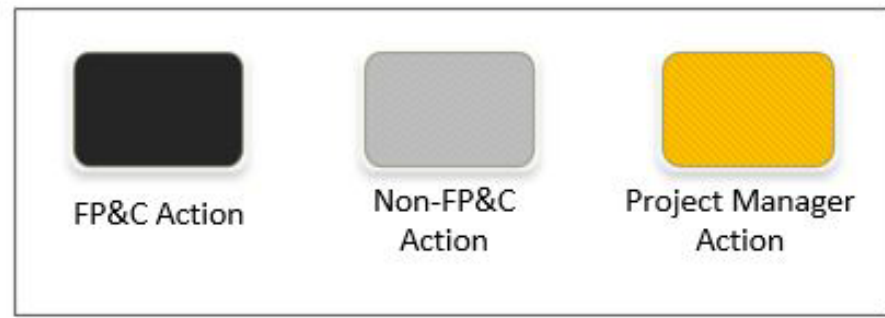 FP&C Action
Non-FP&C
Action
Project Manager
Action